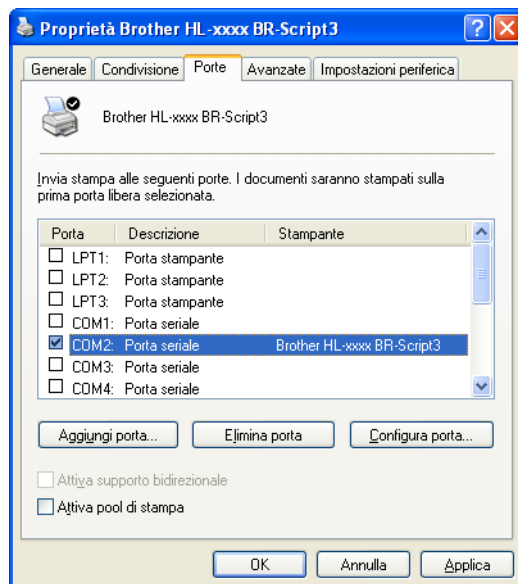 Proprietà Brother HL-xxxx BR-Script3
Generale Condivisione Porte Avanzate Impostazioni periferica
Brother HL-xxxx BR-Script3
Invia stampa alle seguenti porte. I documenti saranno stampati sulla
prima porta libera selezionata.
Porta Descrizione Stampante
LPT1: Porta stampante
LPT2: Porta stampante
LPT3: Porta stampante
COM1: Porta seriale
COM2: Porta seriale Brother HL-xxxx BR-Script3
COM3: Porta seriale
COM4: Porta seriale
Aggiungi porta... Elimina porta Configura porta...
Attiva supporto bidirezionale
Attiva pool di stampa
OK Annulla Applica